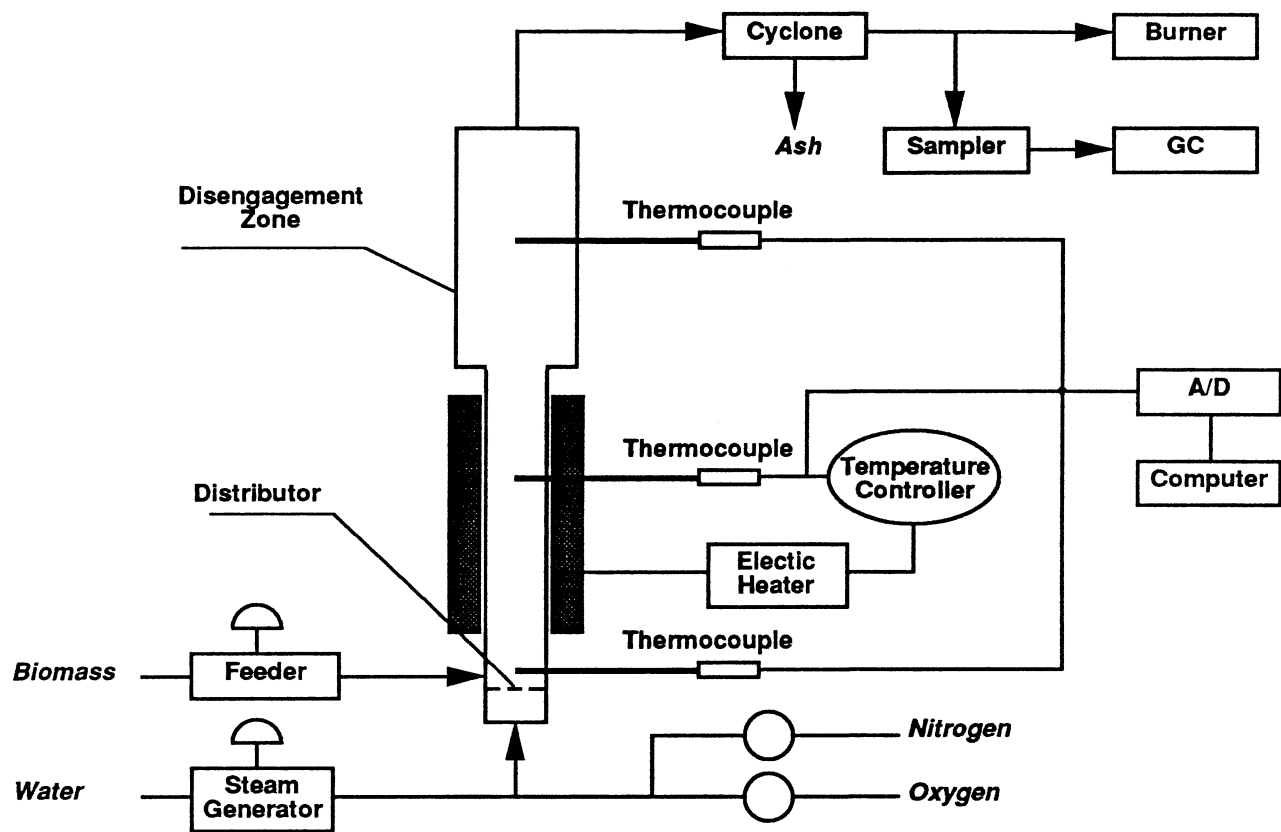 Cyclone
Burner
Ash
Sampler
GC
Disengagement
Zone
Thermocouple
A/D
Computer
Thermocouple
Temperature
Controller
Distributor
Electic
Heater
Thermocouple
Biomass
Feeder
Nitrogen
Water
Steam
Generator
Oxygen